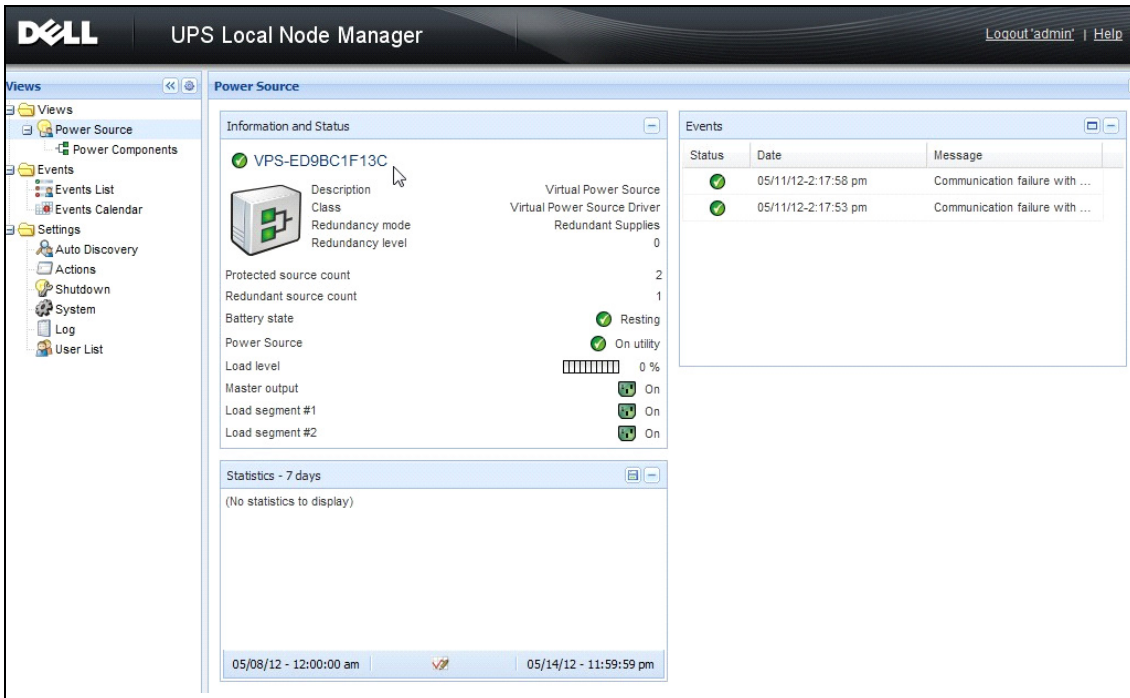 DELL UPS Local Node Manager Logout 'admin' | Help
Views
Views
Power Source
Power Components
Events
Events List
Events Calendar
Settings
Auto Discovery
Actions
Shutdown
System
Log
User List
Power Source
Information and Status
VPS-ED9BC1F13C
Description Virtual Power Source
Class Virtual Power Source Driver
Redundancy mode Redundant Supplies
Redundancy level 0
Protected source count 2
Redundant source count 1
Battery state Resting
Power Source On utility
Load level 0 %
Master output On
Load segment #1 On
Load segment #2 On
Statistics - 7 days
(No statistics to display)
05/08/12 - 12:00:00 am 05/14/12 - 11:59:59 pm
Events
Status Date Message
05/11/12-2:17:58 pm Communication failure with ...
05/11/12-2:17:53 pm Communication failure with ...